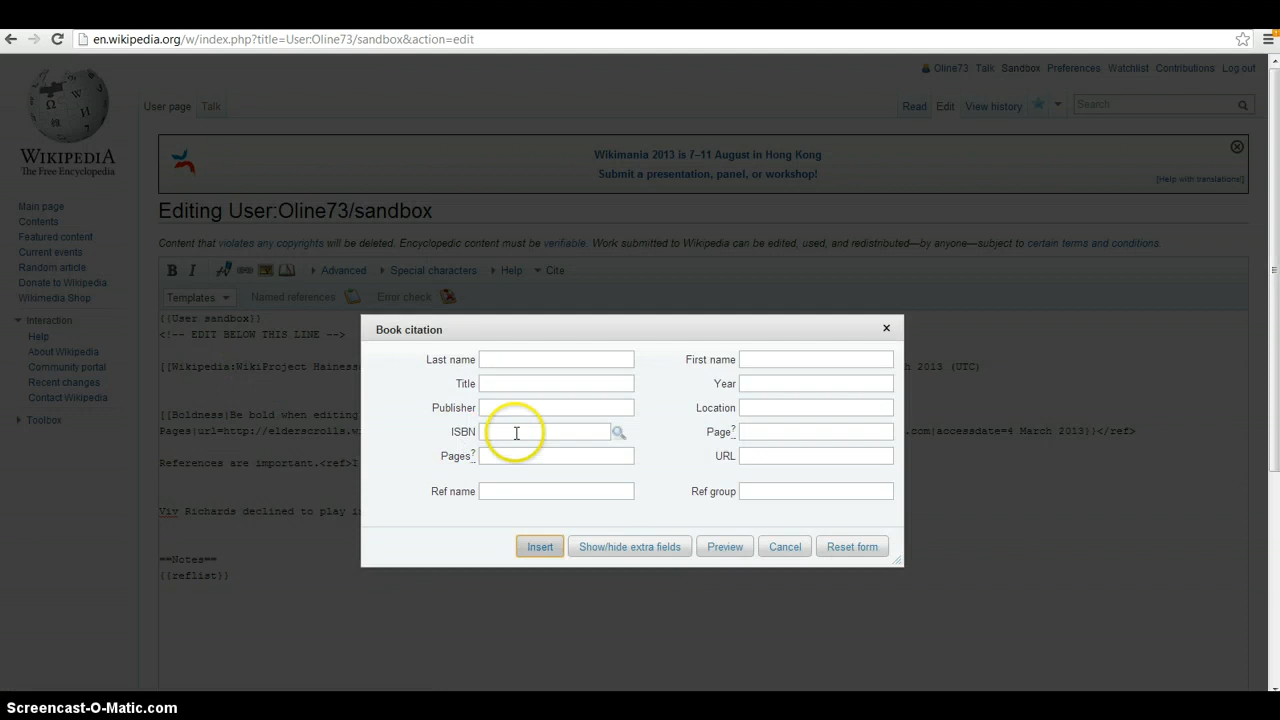 en.wikipedia.org/w/index.php?title=User:Oline73/sandbox&action=edit
Oline73 Talk Sandbox Preferences Watchlist Contributions Log out
User page Talk Read Edit View history Search
WIKIPEDIA
The Free Encyclopedia
Wikimania 2013 is 7–11 August in Hong Kong
Submit a presentation, panel, or workshop!
[Help with translations!]
Main page
Contents
Featured content
Current events
Random article
Donate to Wikipedia
Wikimedia Shop
Interaction
Help
About Wikipedia
Community portal
Recent changes
Contact Wikipedia
Toolbox
Editing User:Oline73/sandbox
Content that violates any copyrights will be deleted. Encyclopedic content must be verifiable. Work submitted to Wikipedia can be edited, used, and redistributed—by anyone—subject to certain terms and conditions.
B I Advanced Special characters Help Cite
Templates Named references Error check
{{User sandbox}}
<!-- EDIT BELOW THIS LINE -->
[[Wikipedia:WikiProject Hainess
h 2013 (UTC)
[[Boldness|Be bold when editing
Pages|url=http://elderscrolls.wi
com|accessdate=4 March 2013}}</ref>
References are important.<ref>I
Viv Richards declined to play in
==Notes==
{{reflist}}
Book citation
Last name First name
Title Year
Publisher Location
ISBN Page?
Pages? URL
Ref name Ref group
Insert Show/hide extra fields Preview Cancel Reset form
Screencast-O-Matic.com